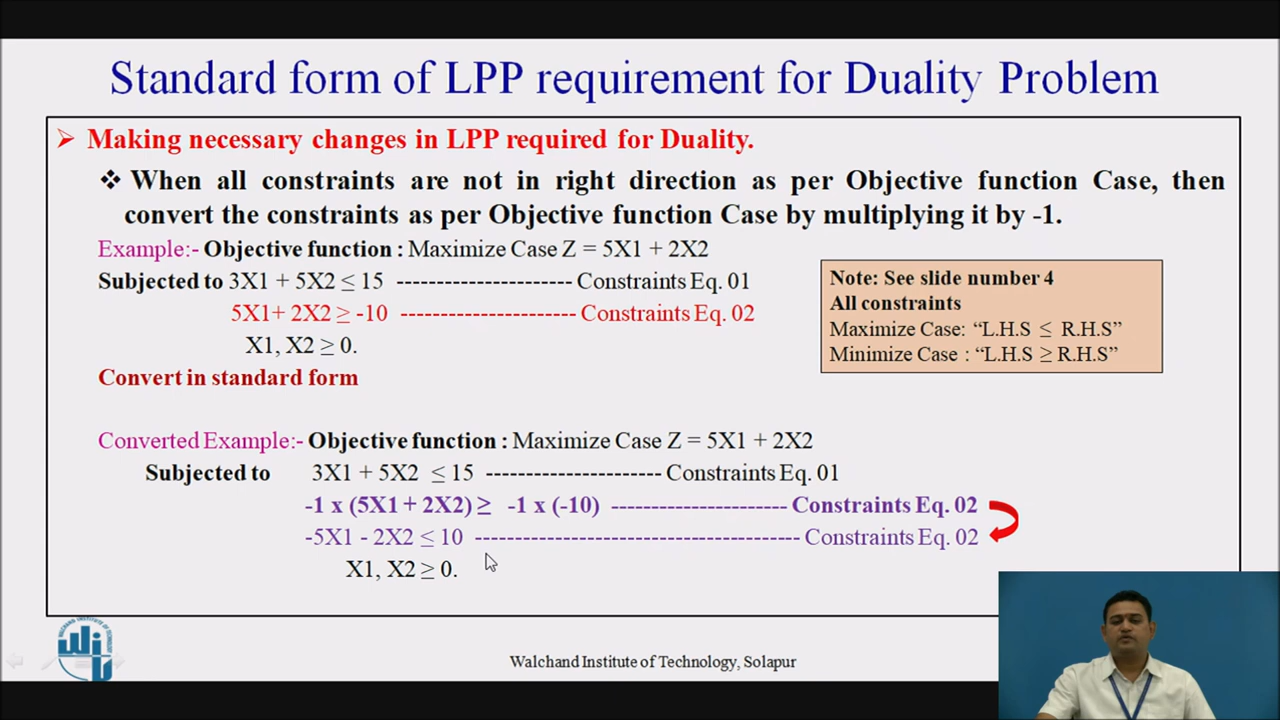 Standard form of LPP requirement for Duality Problem
➢ Making necessary changes in LPP required for Duality.
❖ When all constraints are not in right direction as per Objective function Case, then
convert the constraints as per Objective function Case by multiplying it by -1.
Example:- Objective function : Maximize Case Z = 5X1 + 2X2
Subjected to 3X1 + 5X2 ≤ 15 ---------------------- Constraints Eq. 01
5X1+ 2X2 ≥ -10 ---------------------- Constraints Eq. 02
X1, X2 ≥ 0.
Note: See slide number 4
All constraints
Maximize Case: “L.H.S ≤ R.H.S”
Minimize Case : “L.H.S ≥ R.H.S”
Convert in standard form
Converted Example:- Objective function : Maximize Case Z = 5X1 + 2X2
Subjected to 3X1 + 5X2 ≤ 15 ---------------------- Constraints Eq. 01
-1 x (5X1 + 2X2) ≥ -1 x (-10) ---------------------- Constraints Eq. 02
-5X1 - 2X2 ≤ 10 ----------------------------------------- Constraints Eq. 02
X1, X2 ≥ 0.
Walchand Institute of Technology, Solapur